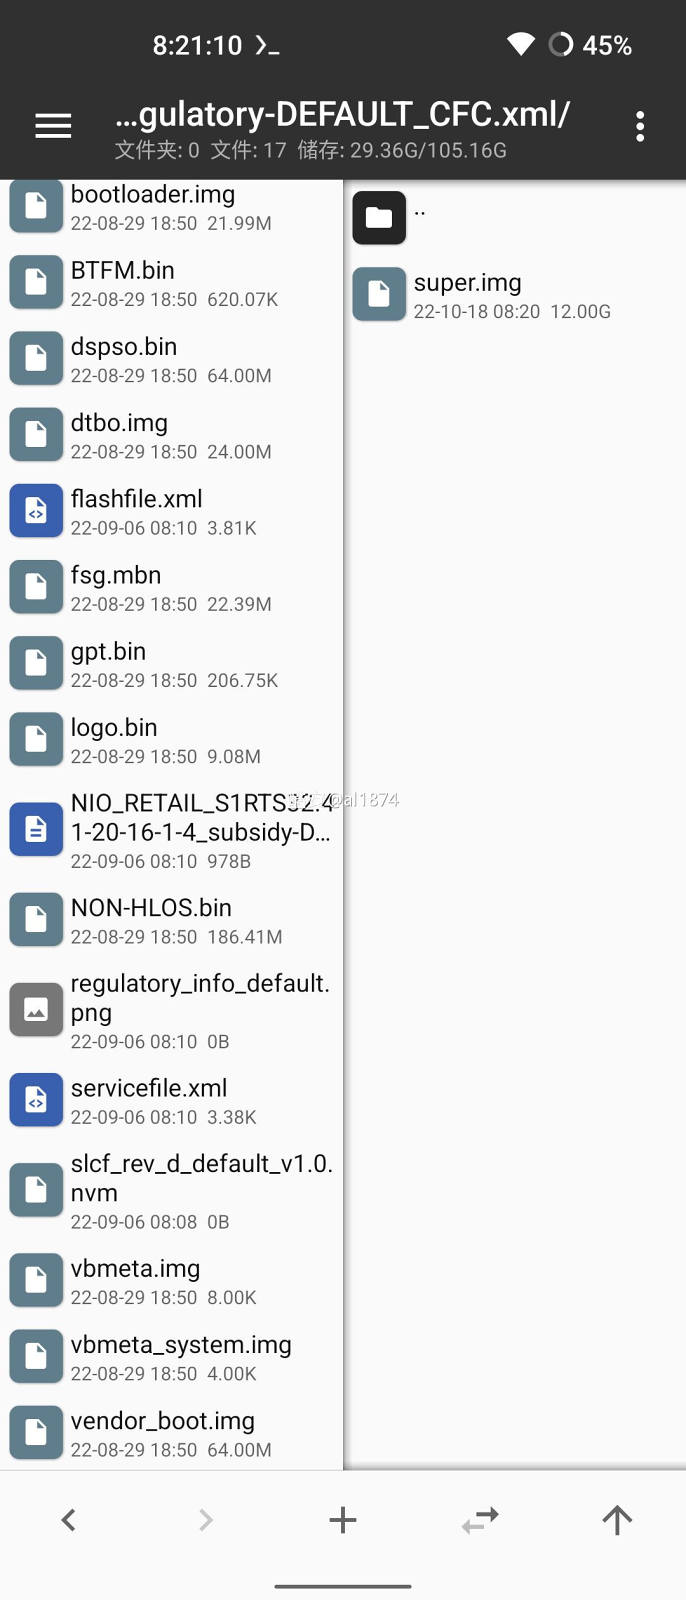 8:21:10
45%
...gulatory-DEFAULT_CFC.xml/
文件夹: 0 文件: 17 储存: 29.36G/105.16G
bootloader.img
22-08-29 18:50 21.99M
BTFM.bin
22-08-29 18:50 620.07K
dspso.bin
22-08-29 18:50 64.00M
dtbo.img
22-08-29 18:50 24.00M
flashfile.xml
22-09-06 08:10 3.81K
fsg.mbn
22-08-29 18:50 22.39M
gpt.bin
22-08-29 18:50 206.75K
logo.bin
22-08-29 18:50 9.08M
NIO_RETAIL_S1RTS32.4
1-20-16-1-4_subsidy-D...
22-09-06 08:10 978B
NON-HLOS.bin
22-08-29 18:50 186.41M
regulatory_info_default.
png
22-09-06 08:10 0B
servicefile.xml
22-09-06 08:10 3.38K
slcf_rev_d_default_v1.0.
nvm
22-09-06 08:08 0B
vbmeta.img
22-08-29 18:50 8.00K
vbmeta_system.img
22-08-29 18:50 4.00K
vendor_boot.img
22-08-29 18:50 64.00M
..
super.img
22-10-18 08:20 12.00G
@al1874